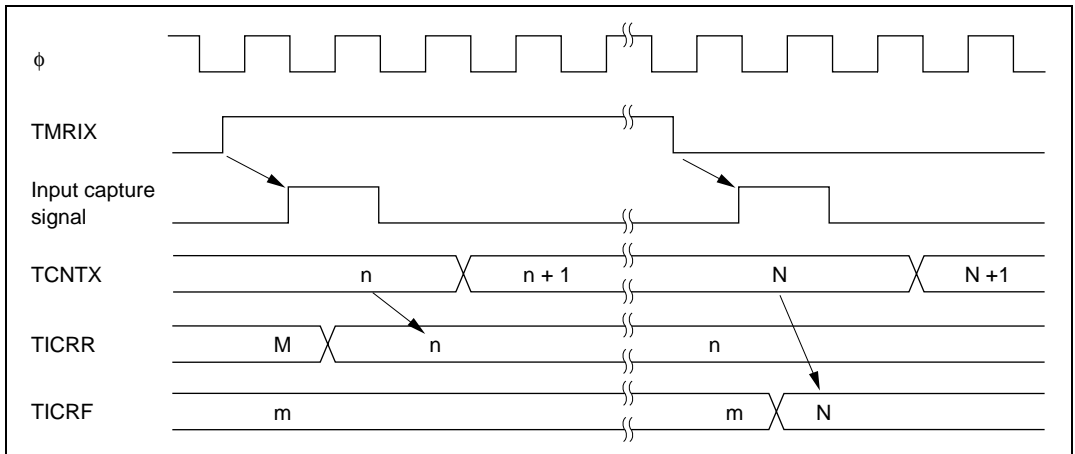 ϕ
TMRIX
Input capture
signal
TCNTX n n + 1 N N +1
TICRR M n n
TICRF m m N